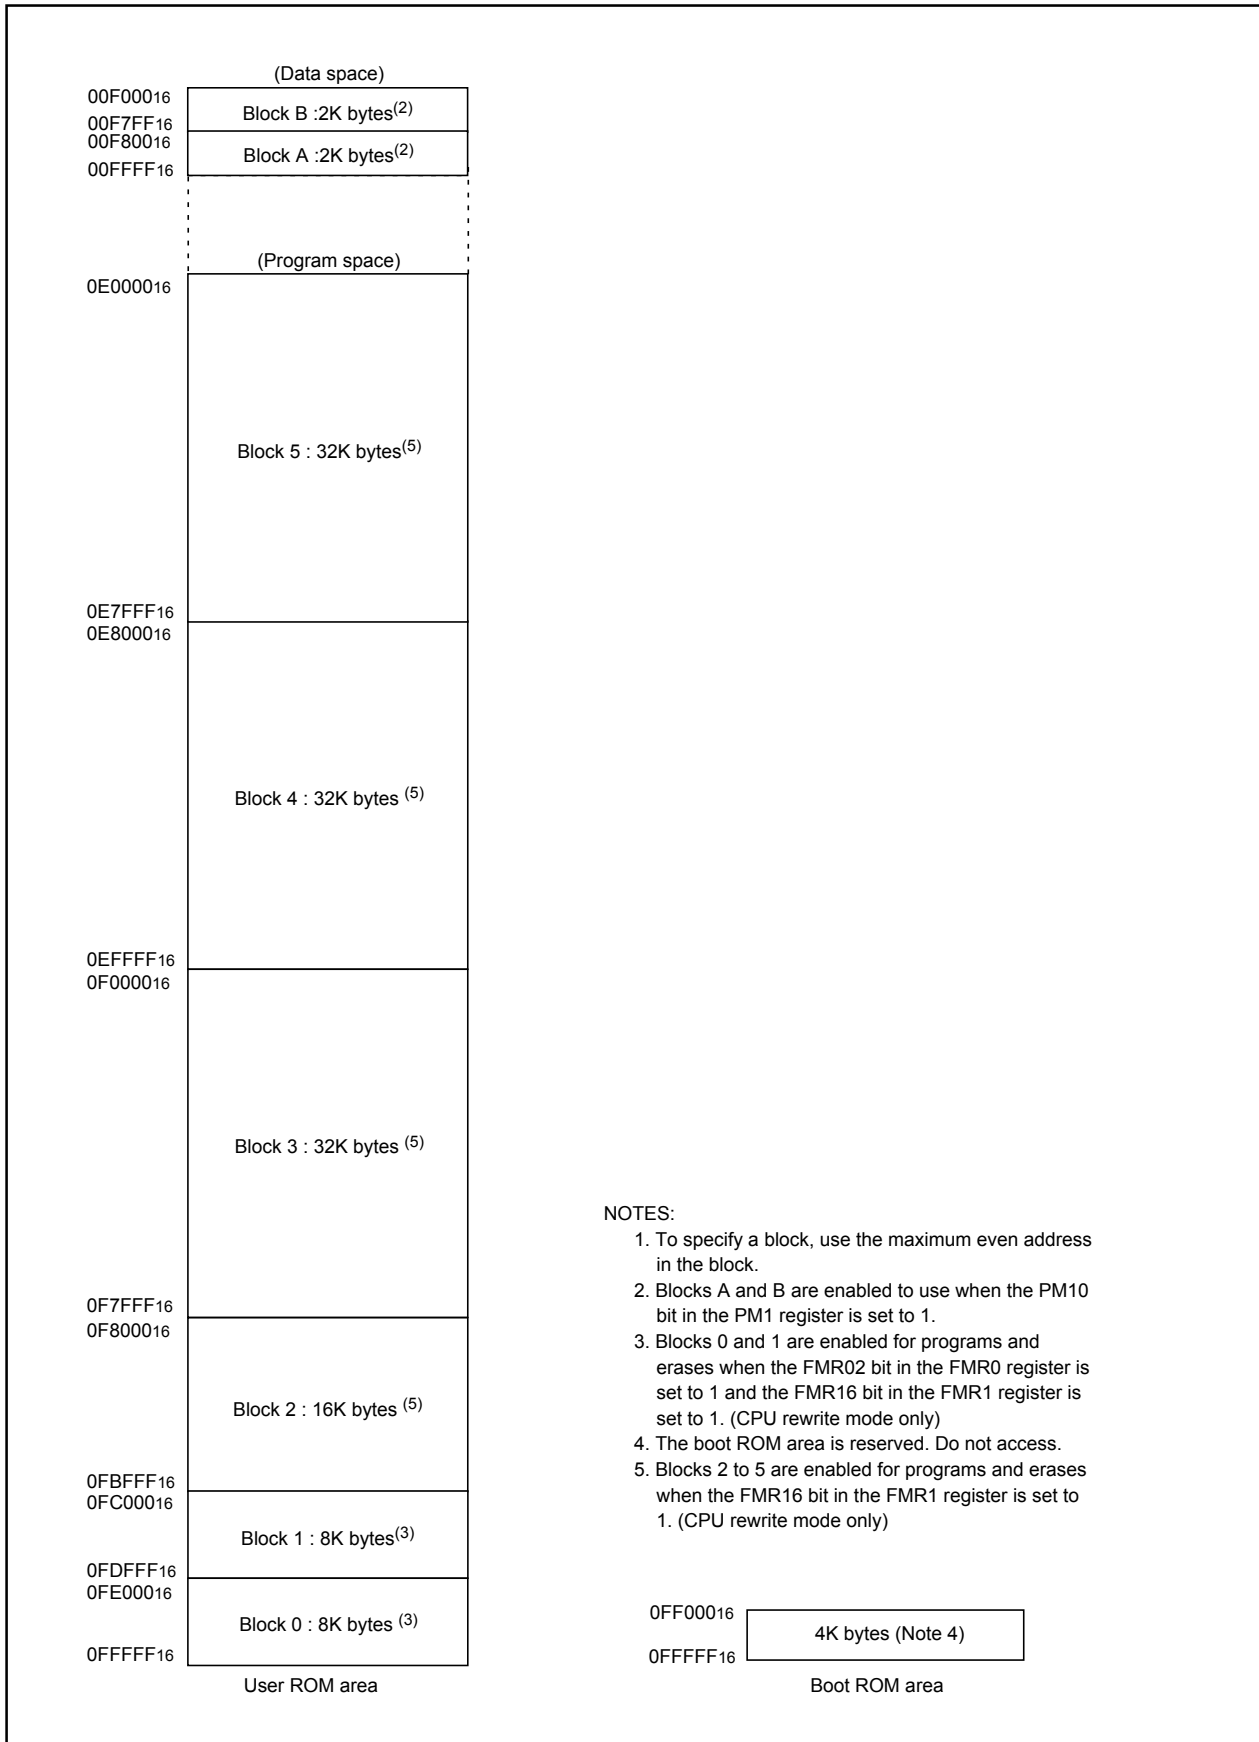 (Data space)
00F00016
Block B :2K bytes(2)
00F7FF16
00F80016
Block A :2K bytes(2)
00FFFF16
(Program space)
0E000016
Block 5 : 32K bytes(5)
0E7FFF16
0E800016
Block 4 : 32K bytes (5)
0EFFFF16
0F000016
Block 3 : 32K bytes (5)
0F7FFF16
0F800016
Block 2 : 16K bytes (5)
0FBFFF16
0FC00016
Block 1 : 8K bytes(3)
0FDFFF16
0FE00016
Block 0 : 8K bytes (3)
0FFFFF16
User ROM area
NOTES:
1. To specify a block, use the maximum even address
in the block.
2. Blocks A and B are enabled to use when the PM10
bit in the PM1 register is set to 1.
3. Blocks 0 and 1 are enabled for programs and
erases when the FMR02 bit in the FMR0 register is
set to 1 and the FMR16 bit in the FMR1 register is
set to 1. (CPU rewrite mode only)
4. The boot ROM area is reserved. Do not access.
5. Blocks 2 to 5 are enabled for programs and erases
when the FMR16 bit in the FMR1 register is set to
1. (CPU rewrite mode only)
0FF00016
4K bytes (Note 4)
0FFFFF16
Boot ROM area